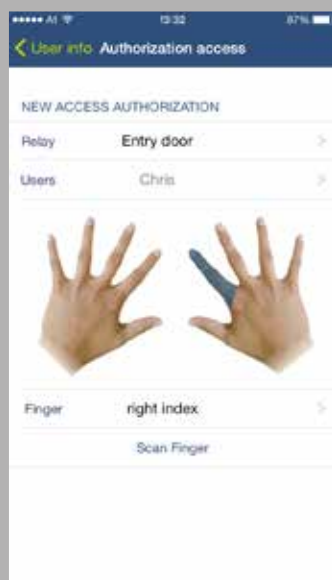 13:32 87%
User info Authorization access
NEW ACCESS AUTHORIZATION
Relay Entry door
Users Chris
Finger right index
Scan Finger